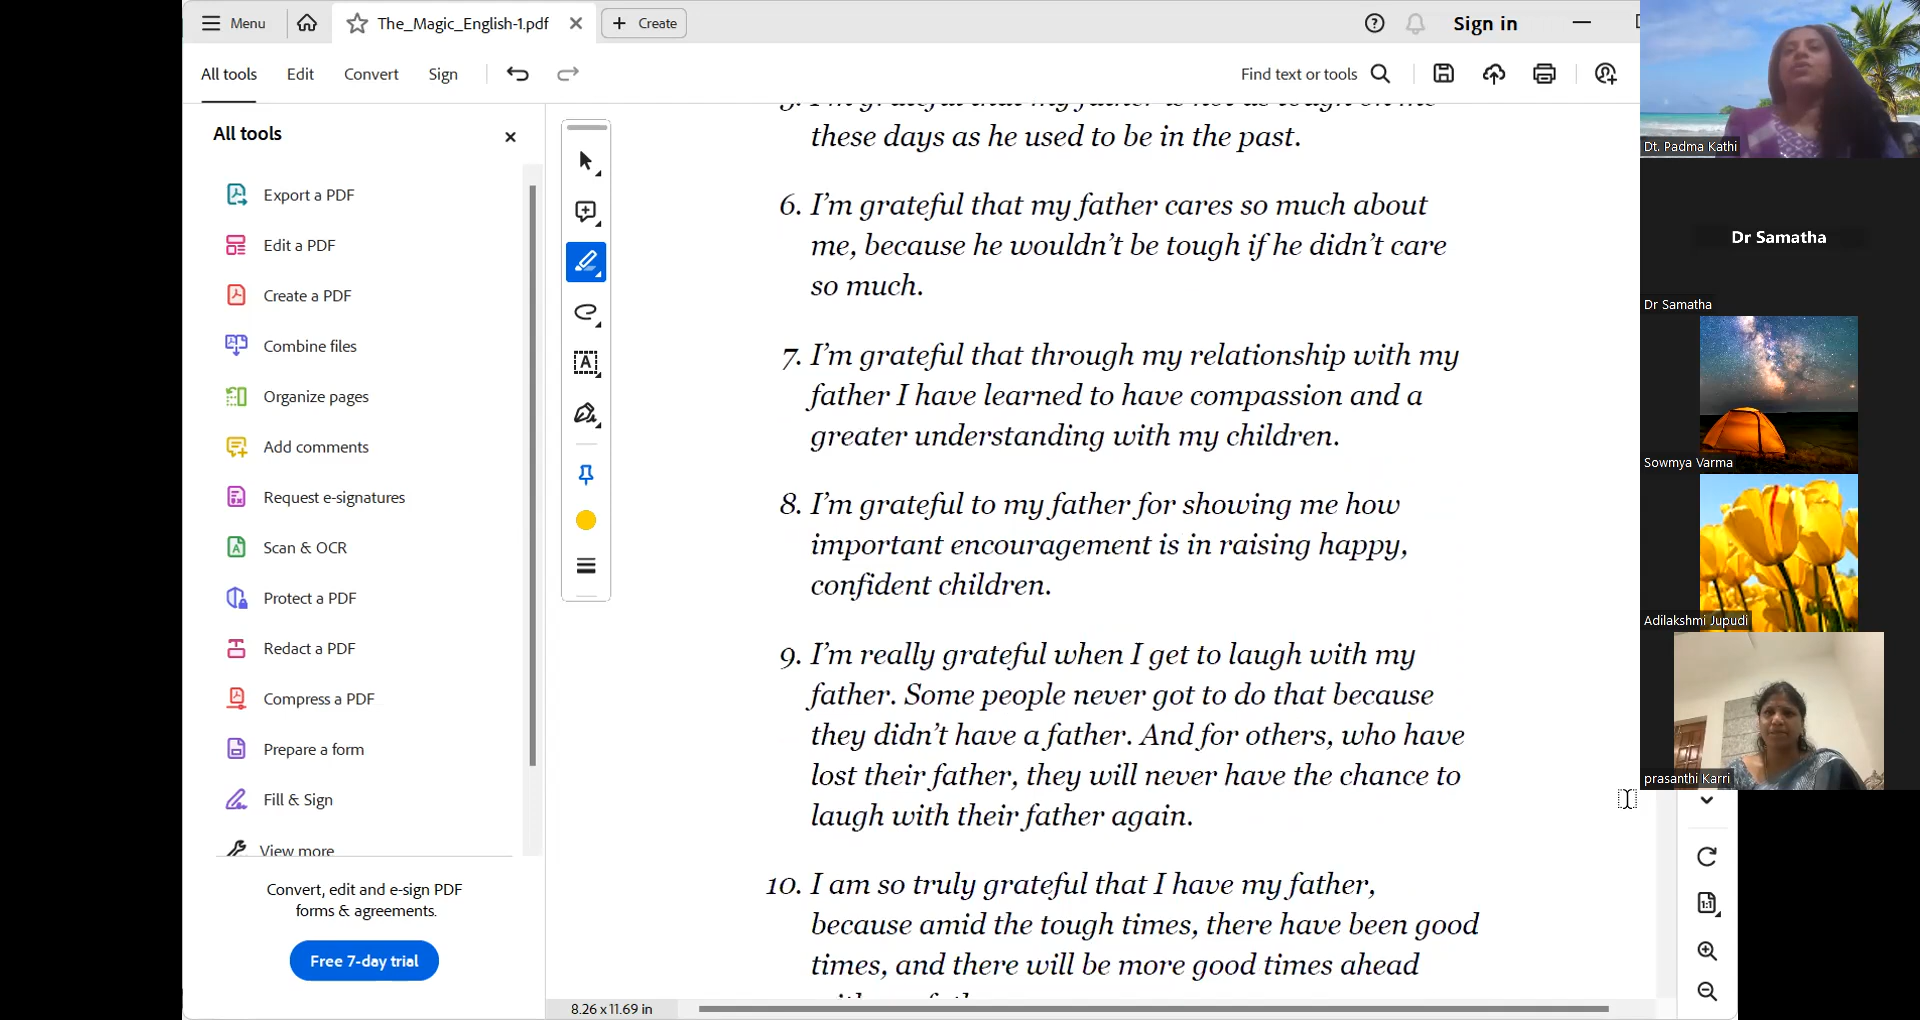 Menu
The_Magic_English-1.pdf
Create
Sign in
All tools
Edit
Convert
Sign
Find text or tools
All tools
Export a PDF
Edit a PDF
Create a PDF
Combine files
Organize pages
Add comments
Request e-signatures
Scan & OCR
Protect a PDF
Redact a PDF
Compress a PDF
Prepare a form
Fill & Sign
View more
Convert, edit and e-sign PDF
forms & agreements.
Free 7-day trial
5. I'm grateful that my father is not as tough on me
these days as he used to be in the past.
6. I'm grateful that my father cares so much about
me, because he wouldn't be tough if he didn't care
so much.
7. I'm grateful that through my relationship with my
father I have learned to have compassion and a
greater understanding with my children.
8. I'm grateful to my father for showing me how
important encouragement is in raising happy,
confident children.
9. I'm really grateful when I get to laugh with my
father. Some people never got to do that because
they didn't have a father. And for others, who have
lost their father, they will never have the chance to
laugh with their father again.
10. I am so truly grateful that I have my father,
because amid the tough times, there have been good
times, and there will be more good times ahead
8.26 x 11.69 in
Dt. Padma Kathi
Dr Samatha
Dr Samatha
Sowmya Varma
Adilakshmi Jupudi
prasanthi Karri